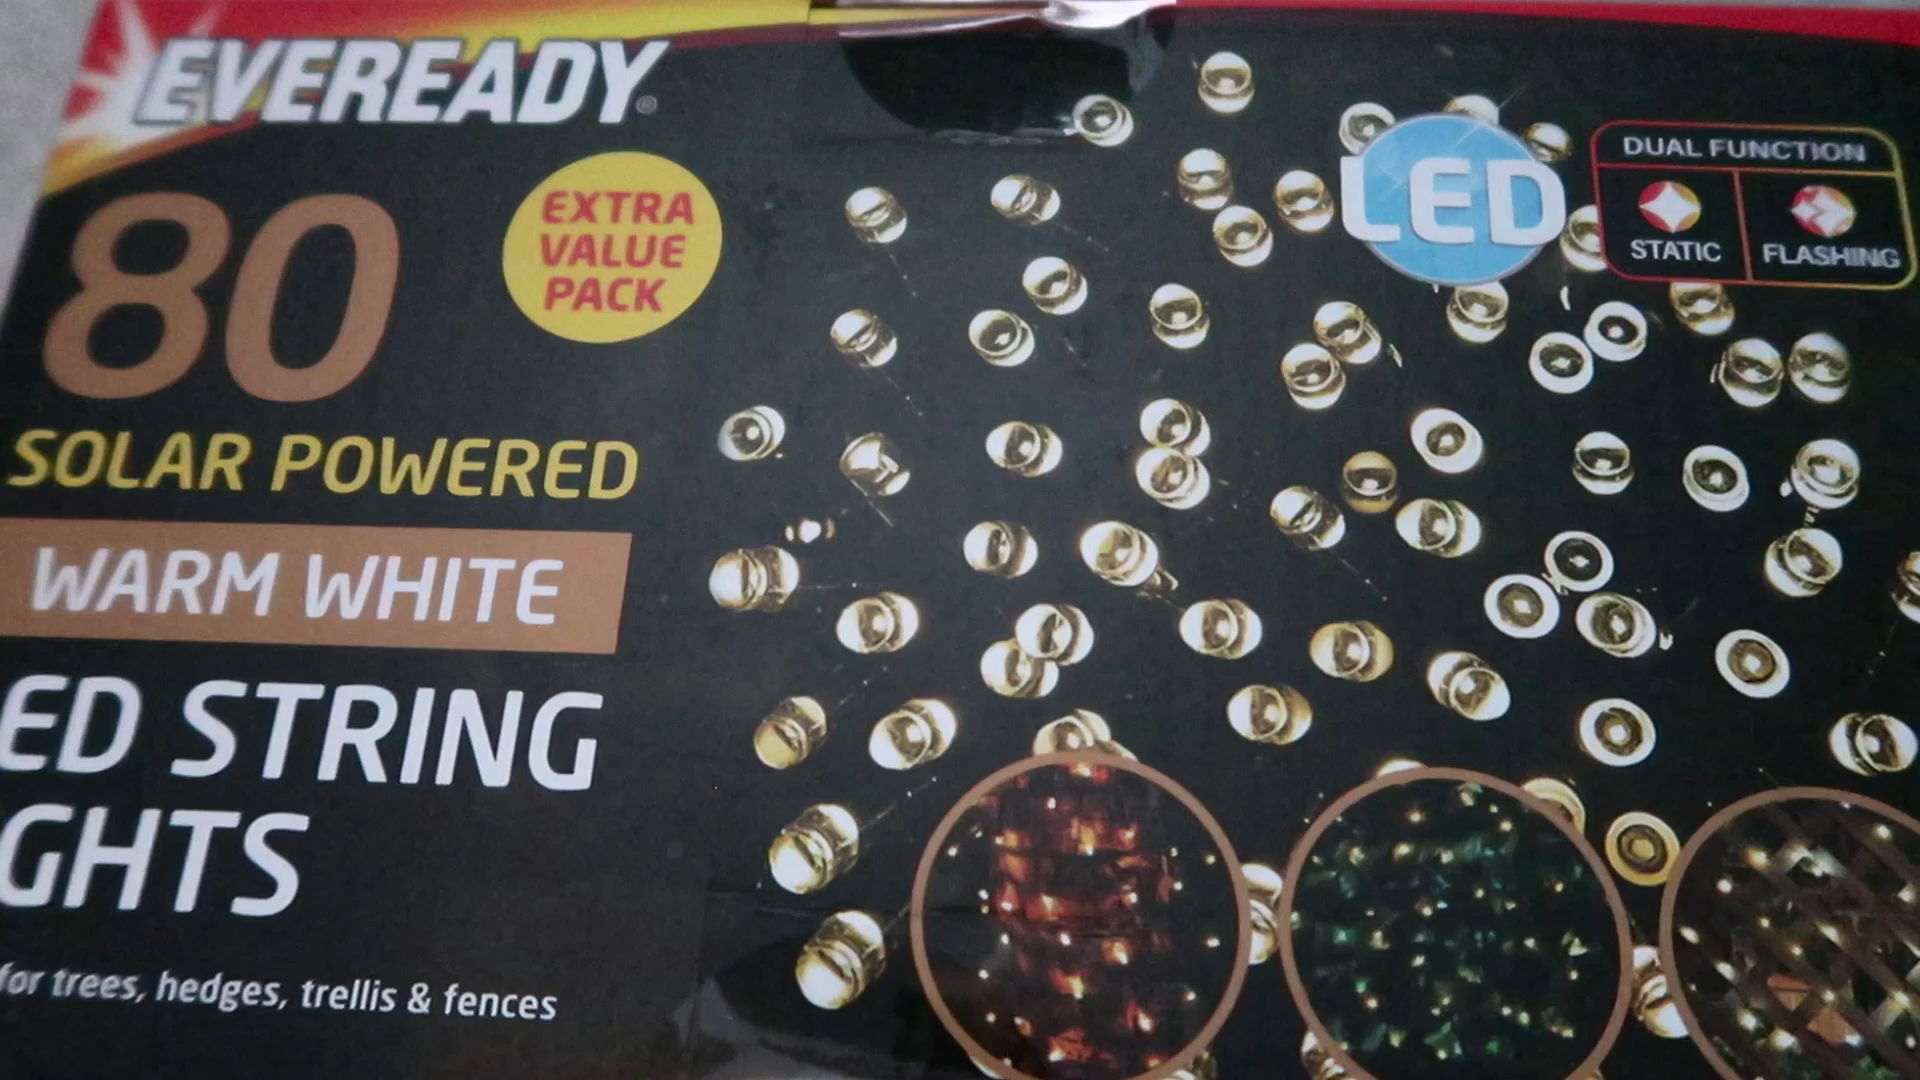 EVEREADY®
80
EXTRA
VALUE
PACK
SOLAR POWERED
WARM WHITE
ED STRING
GHTS
for trees, hedges, trellis & fences
LED
DUAL FUNCTION
STATIC
FLASHING